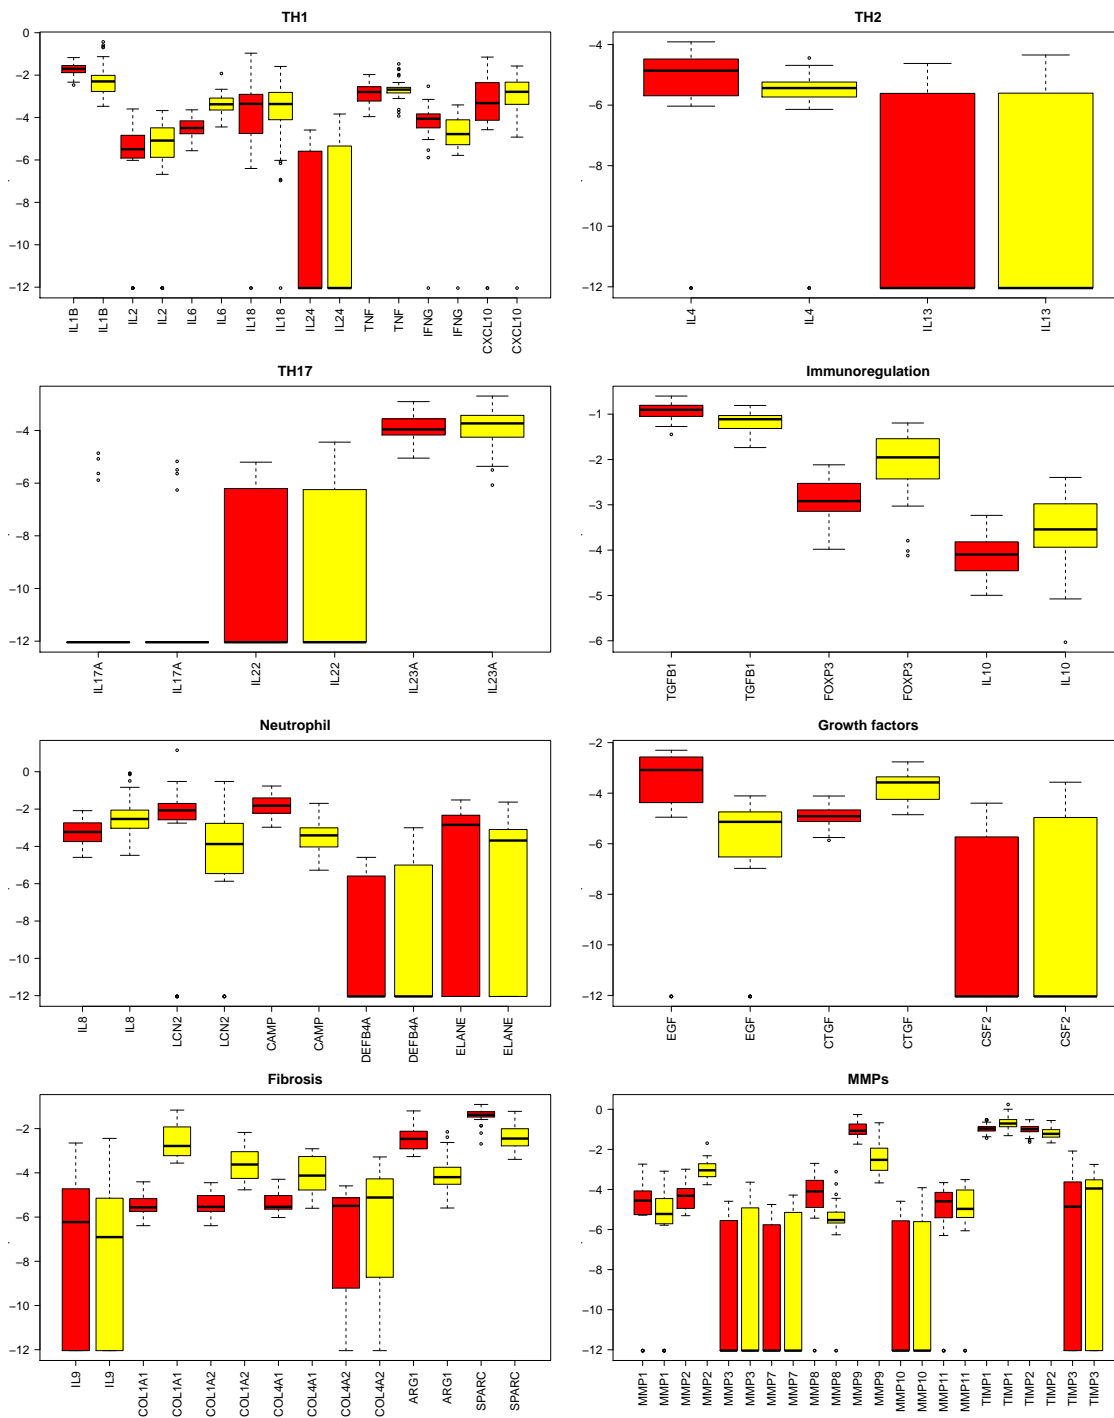 TH1
0
−2
−4
−6
−8
−10
−12
IL1B
IL1B
IL2
IL2
IL6
IL6
IL18
IL18
IL24
IL24
TNF
TNF
IFNG
IFNG
CXCL10
CXCL10
TH2
−4
−6
−8
−10
−12
IL4
IL4
IL13
IL13
TH17
−4
−6
−8
−10
−12
IL17A
IL17A
IL22
IL22
IL23A
IL23A
Immunoregulation
−1
−2
−3
−4
−5
−6
TGFB1
TGFB1
FOXP3
FOXP3
IL10
IL10
Neutrophil
0
−2
−4
−6
−8
−10
−12
IL8
IL8
LCN2
LCN2
CAMP
CAMP
DEFB4A
DEFB4A
ELANE
ELANE
Growth factors
−2
−4
−6
−8
−10
−12
EGF
EGF
CTGF
CTGF
CSF2
CSF2
Fibrosis
−2
−4
−6
−8
−10
−12
IL9
IL9
COL1A1
COL1A1
COL1A2
COL1A2
COL4A1
COL4A1
COL4A2
COL4A2
ARG1
ARG1
SPARC
SPARC
MMPs
0
−2
−4
−6
−8
−10
−12
MMP1
MMP1
MMP2
MMP2
MMP3
MMP3
MMP7
MMP7
MMP8
MMP8
MMP9
MMP9
MMP10
MMP10
MMP11
MMP11
TIMP1
TIMP1
TIMP2
TIMP2
TIMP3
TIMP3